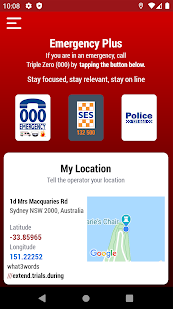 10:08
Emergency Plus
If you are in an emergency, call
Triple Zero (000) by tapping the button below.
Stay focused, stay relevant, stay on line
000
EMERGENCY
SES
132 500
Police
My Location
Tell the operator your location
1d Mrs Macquaries Rd
Sydney NSW 2000, Australia
Latitude
-33.85965
Longitude
151.22252
what3words
///extend.trials.during
ne's Chair
Google